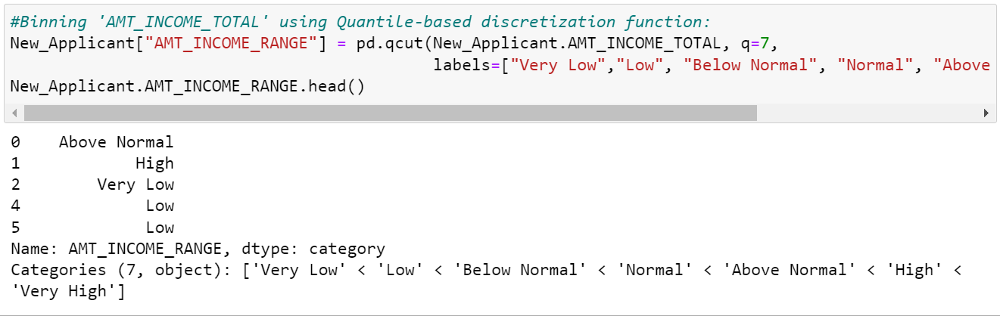 #Binning 'AMT_INCOME_TOTAL' using Quantile-based discretization function:
New_Applicant["AMT_INCOME_RANGE"] = pd.qcut(New_Applicant.AMT_INCOME_TOTAL, q=7,
labels=["Very Low","Low", "Below Normal", "Normal", "Above
New_Applicant.AMT_INCOME_RANGE.head()
0 Above Normal
1 High
2 Very Low
4 Low
5 Low
Name: AMT_INCOME_RANGE, dtype: category
Categories (7, object): ['Very Low' < 'Low' < 'Below Normal' < 'Normal' < 'Above Normal' < 'High' <
'Very High']